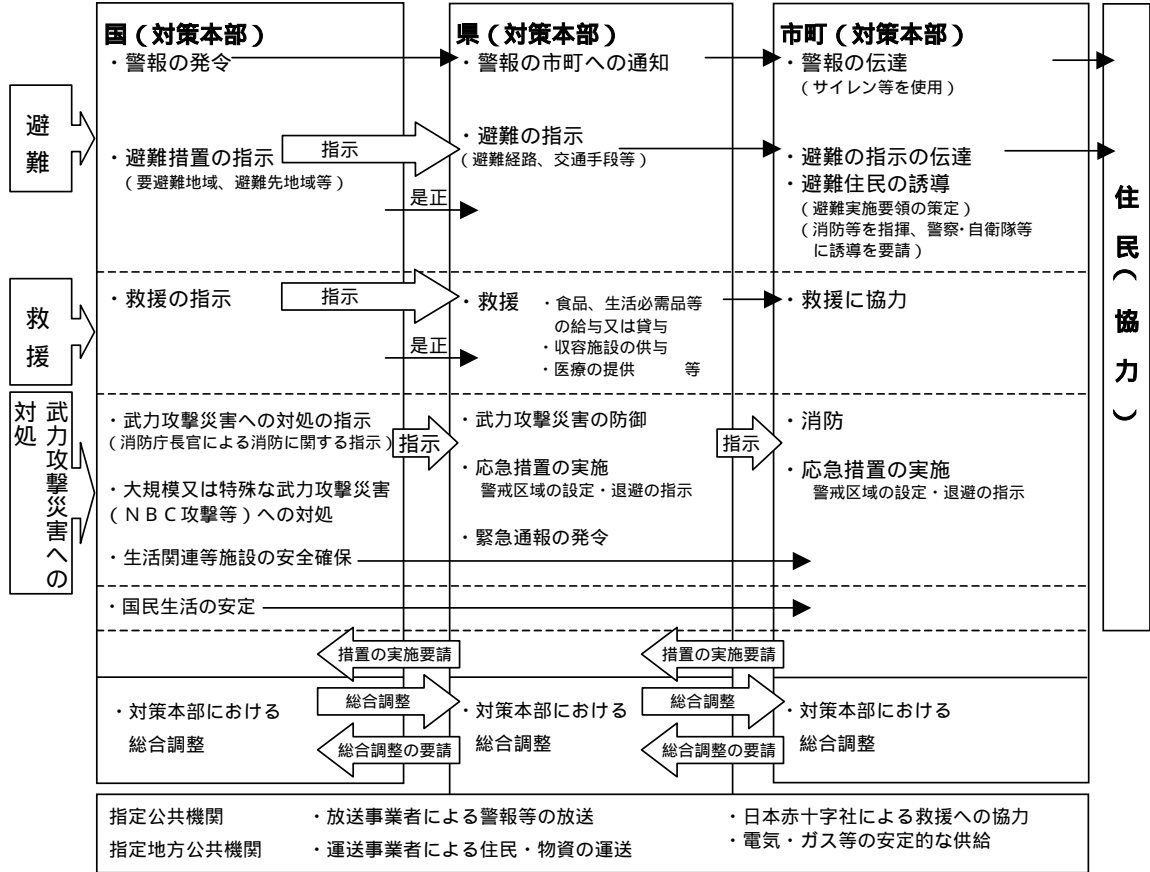 国（対策本部）
・警報の発令
・避難措置の指示
（要避難地域、避難先地域等）
指示
是正
県（対策本部）
・警報の市町への通知
・避難の指示
（避難経路、交通手段等）
市町（対策本部）
・警報の伝達
（サイレン等を使用）
・避難の指示の伝達
・避難住民の誘導
（避難実施要領の策定）
（消防等を指揮、警察・自衛隊等
に誘導を要請）
避難
住民（協力）
救援
・救援の指示
指示
是正
・救援
・食品、生活必需品等
の給与又は貸与
・収容施設の供与
・医療の提供　等
・救援に協力
武力攻撃災害への
対処
・武力攻撃災害への対処の指示
（消防庁長官による消防に関する指示）
・大規模又は特殊な武力攻撃災害
（ＮＢＣ攻撃等）への対処
・生活関連等施設の安全確保
指示
・武力攻撃災害の防御
・応急措置の実施
警戒区域の設定・退避の指示
・緊急通報の発令
指示
・消防
・応急措置の実施
警戒区域の設定・退避の指示
・国民生活の安定
措置の実施要請
措置の実施要請
・対策本部における
総合調整
総合調整
総合調整の要請
・対策本部における
総合調整
総合調整
総合調整の要請
・対策本部における
総合調整
指定公共機関
指定地方公共機関
・放送事業者による警報等の放送
・運送事業者による住民・物資の運送
・日本赤十字社による救援への協力
・電気・ガス等の安定的な供給